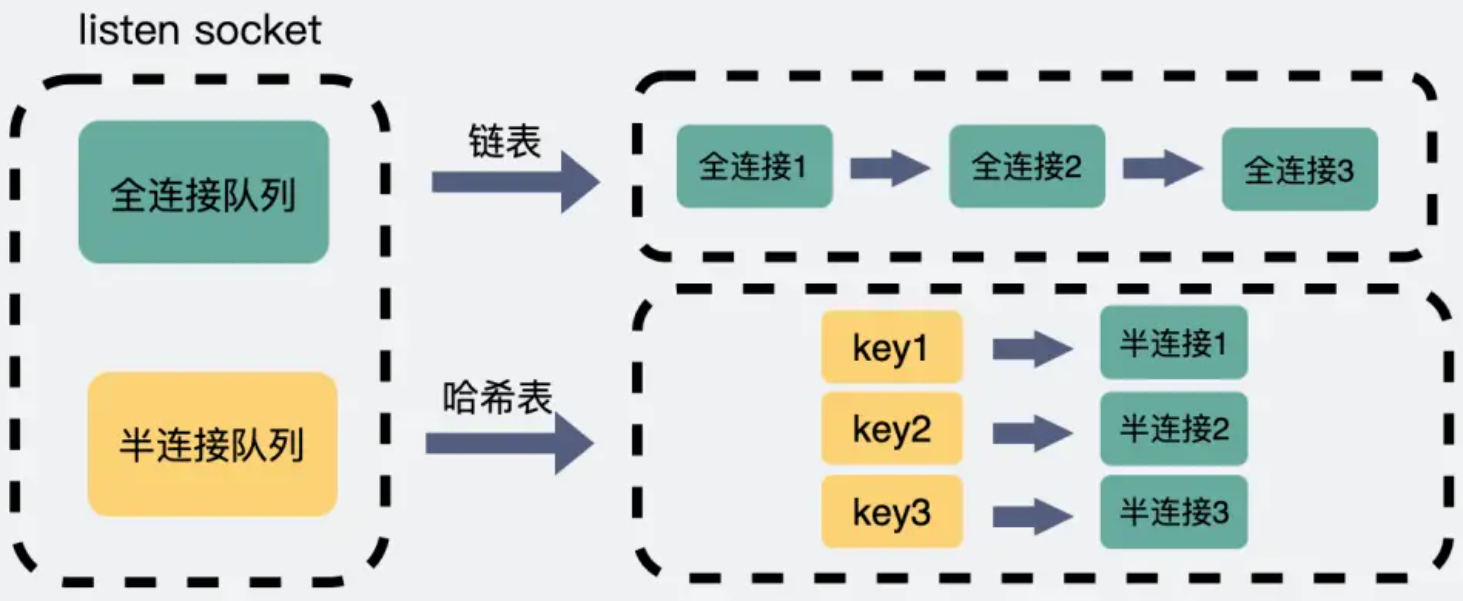 listen socket
全连接队列
链表
全连接1
全连接2
全连接3
半连接队列
哈希表
key1
半连接1
key2
半连接2
key3
半连接3